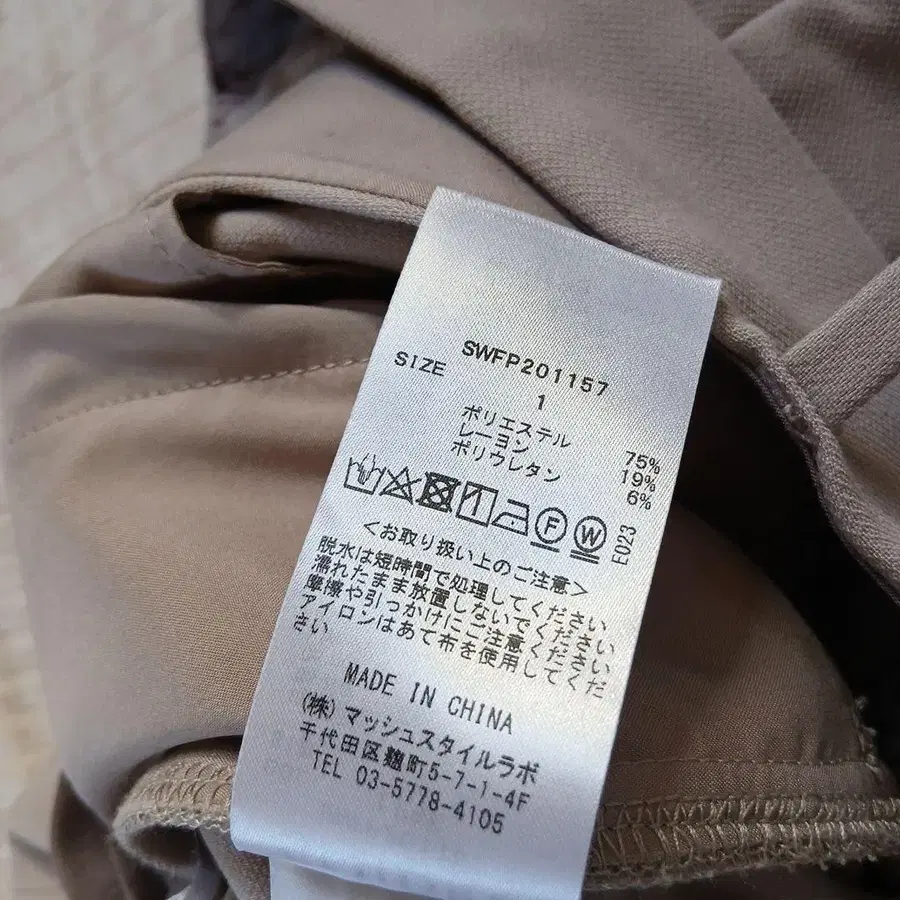 SWFP201157
SIZE 1
ポリエステル 75%
レーヨン 19%
ポリウレタン 6%
F W E023
<お取り扱い上のご注意>
脱水は短時間で処理してください
濡れたまま放置しないでください
摩擦や引っかけにご注意ください
アイロンはあて布を使用してくだ
さい
MADE IN CHINA
(株)マッシュスタイルラボ
千代田区麹町5-7-1-4F
TEL 03-5778-4105